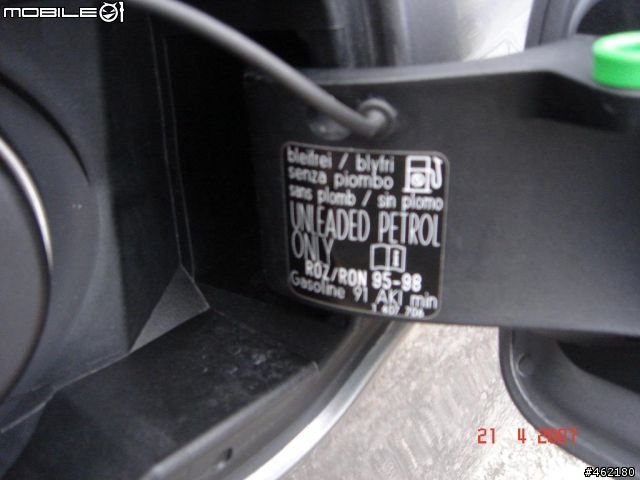 MOBILE01
bleifrei / blyfri
senza piombo
sans plomb / sin plomo
UNLEADED PETROL
ONLY
ROZ/RON 95-98
Gasoline 91 AKI min
21 4 2007
#462180